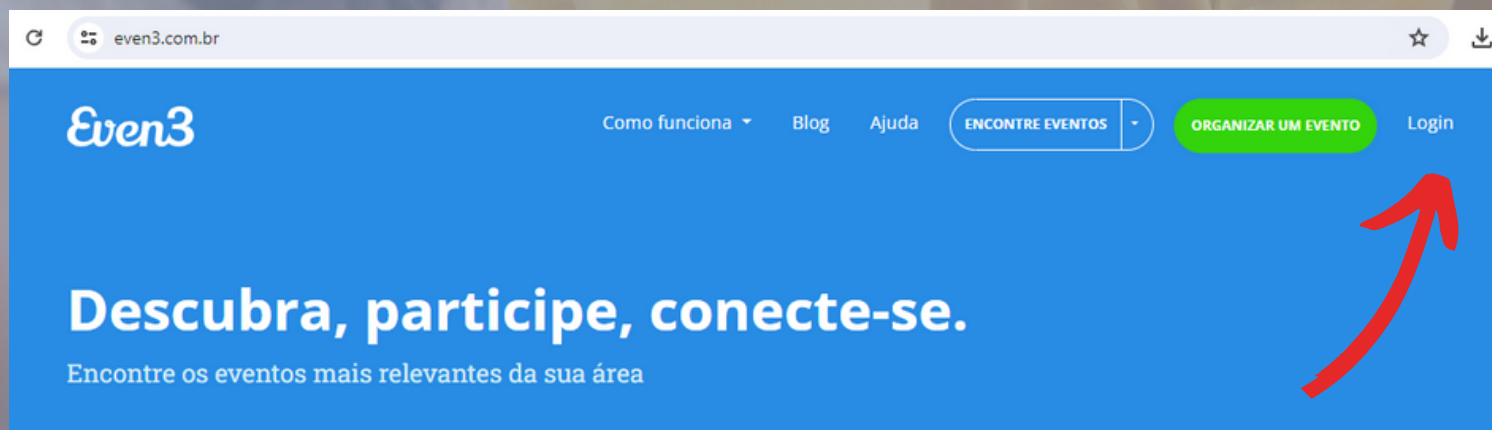 even3.com.br
Even3
Como funciona
Blog
Ajuda
ENCONTRE EVENTOS
ORGANIZAR UM EVENTO
Login
Descubra, participe, conecte-se.
Encontre os eventos mais relevantes da sua área